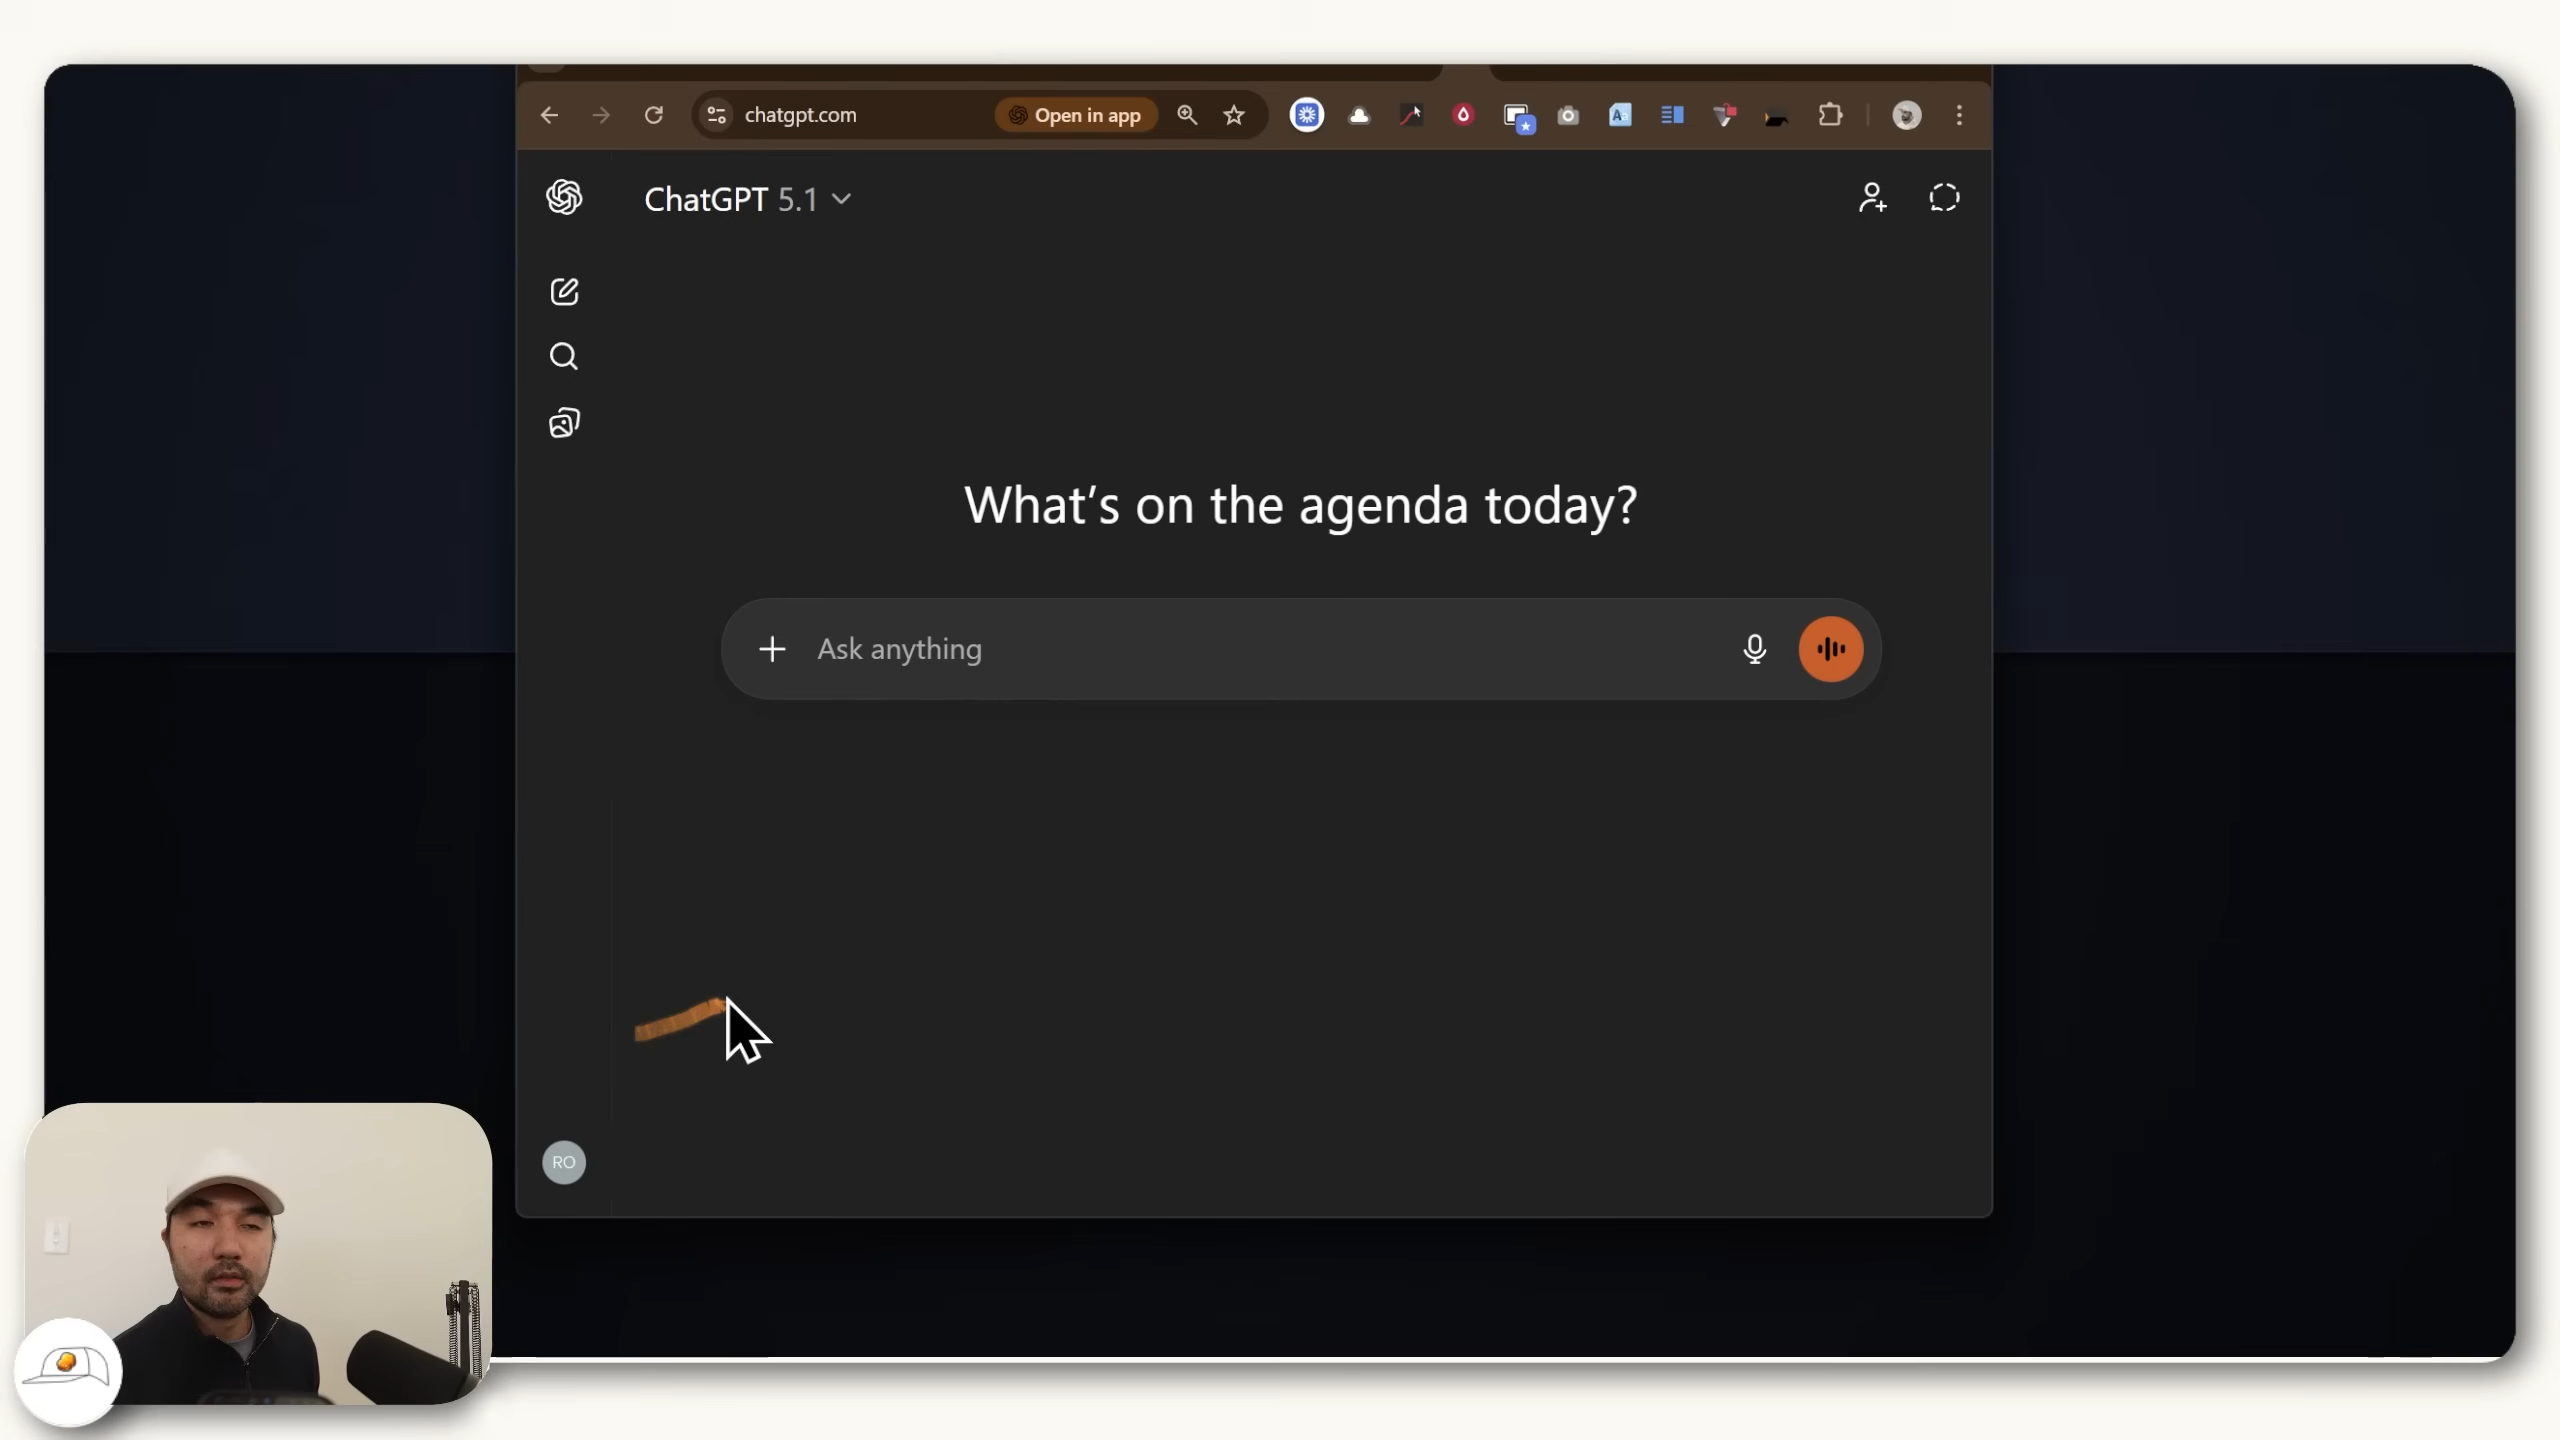 chatgpt.com
Open in app
ChatGPT 5.1
What's on the agenda today?
Ask anything
RO